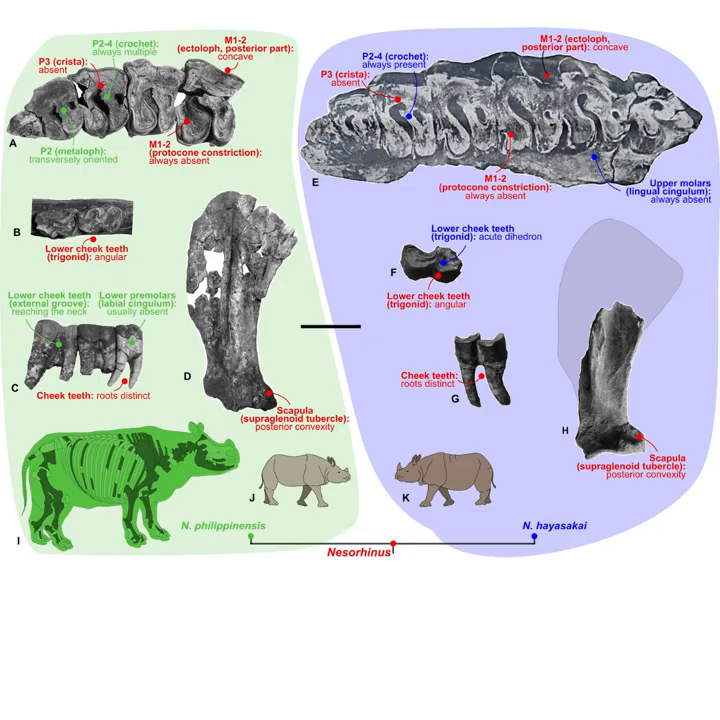 P2-4 (crochet):
always multiple
M1-2
(ectoloph, posterior part):
concave
P3 (crista):
absent
A
P2 (metaloph):
transversely oriented
M1-2
(protocone constriction):
always absent
M1-2 (ectoloph,
posterior part): concave
P2-4 (crochet):
always present
P3 (crista):
absent
E
M1-2
(protocone constriction):
always absent
Upper molars
(lingual cingulum):
always absent
B
Lower cheek teeth
(trigonid): angular
Lower cheek teeth
(trigonid): acute dihedron
F
Lower cheek teeth
(trigonid): angular
Lower cheek teeth
(external groove):
reaching the neck
Lower premolars
(labial cingulum):
usually absent
C
Cheek teeth: roots distinct
D
Scapula
(supraglenoid tubercle):
posterior convexity
Cheek teeth:
roots distinct
G
H
Scapula
(supraglenoid tubercle):
posterior convexity
I
J
K
N. philippinensis
N. hayasakai
Nesorhinus